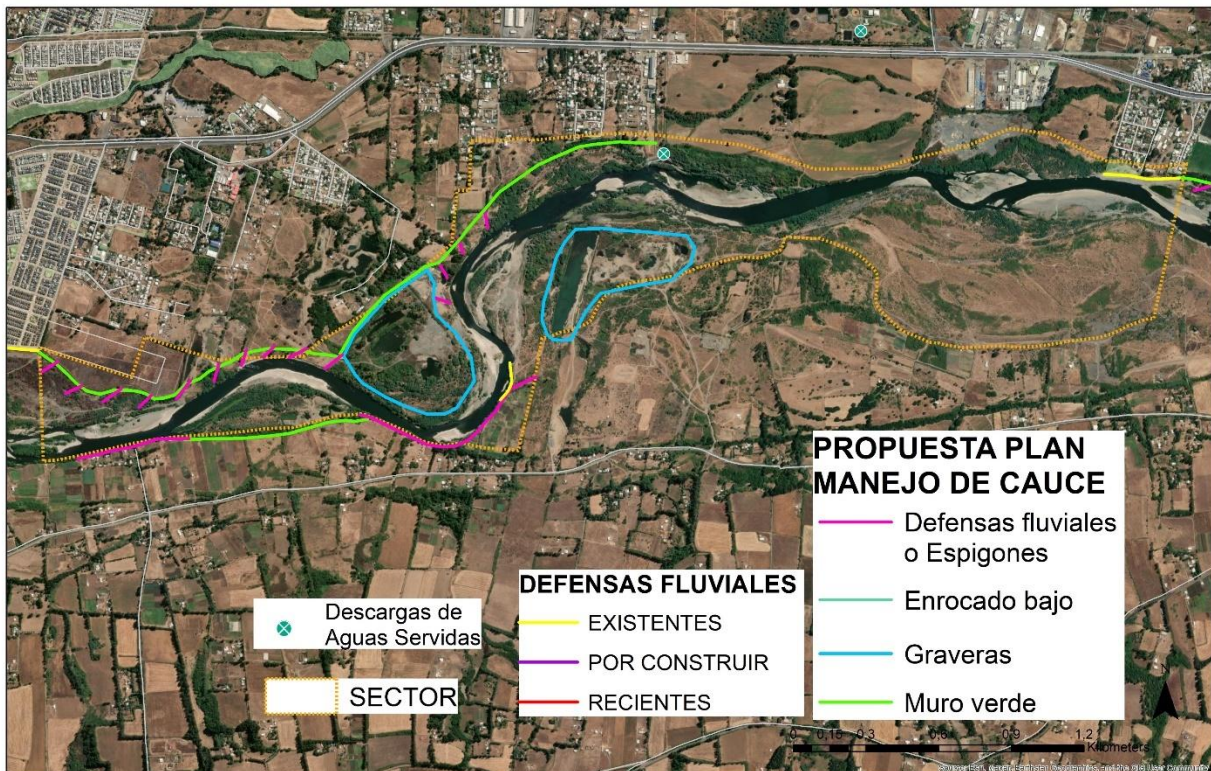 PROPUESTA PLAN
MANEJO DE CAUCE
Defensas fluviales
o Espigones
Enrocado bajo
Graveras
Muro verde
DEFENSAS FLUVIALES
EXISTENTES
POR CONSTRUIR
RECIENTES
Descargas de
Aguas Servidas
SECTOR
N
0 0,15 0,3 0,6 0,9 1,2
Kilometers